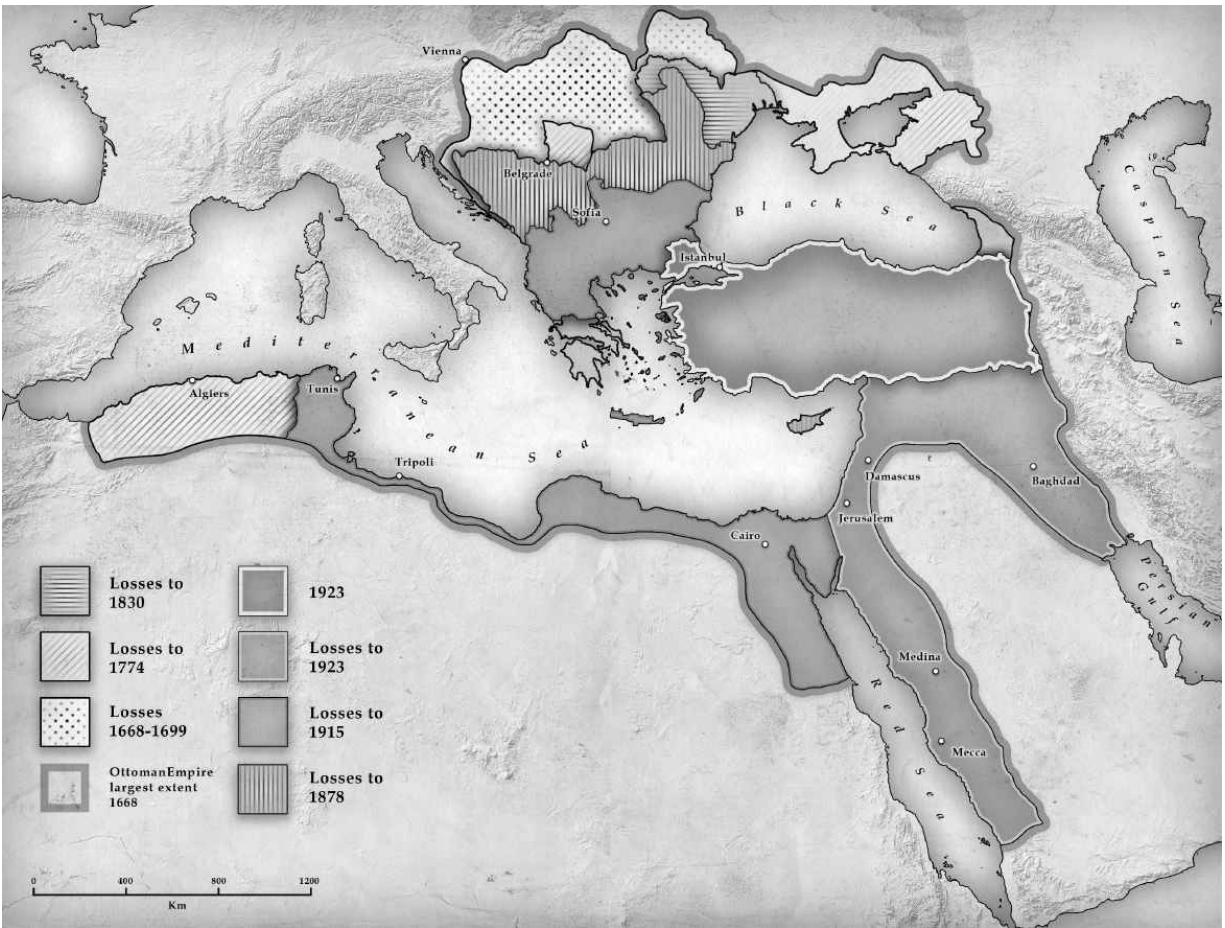 Vienna
Belgrade
Sofia
Black Sea
Istanbul
Caspian Sea
Mediterranean Sea
Algiers
Tunis
Tripoli
Damascus
Baghdad
Jerusalem
Cairo
Persian Gulf
Medina
Mecca
Red Sea
Losses to
1830
Losses to
1774
Losses
1668-1699
OttomanEmpire
largest extent
1668
1923
Losses to
1923
Losses to
1915
Losses to
1878
0 400 800 1200
Km